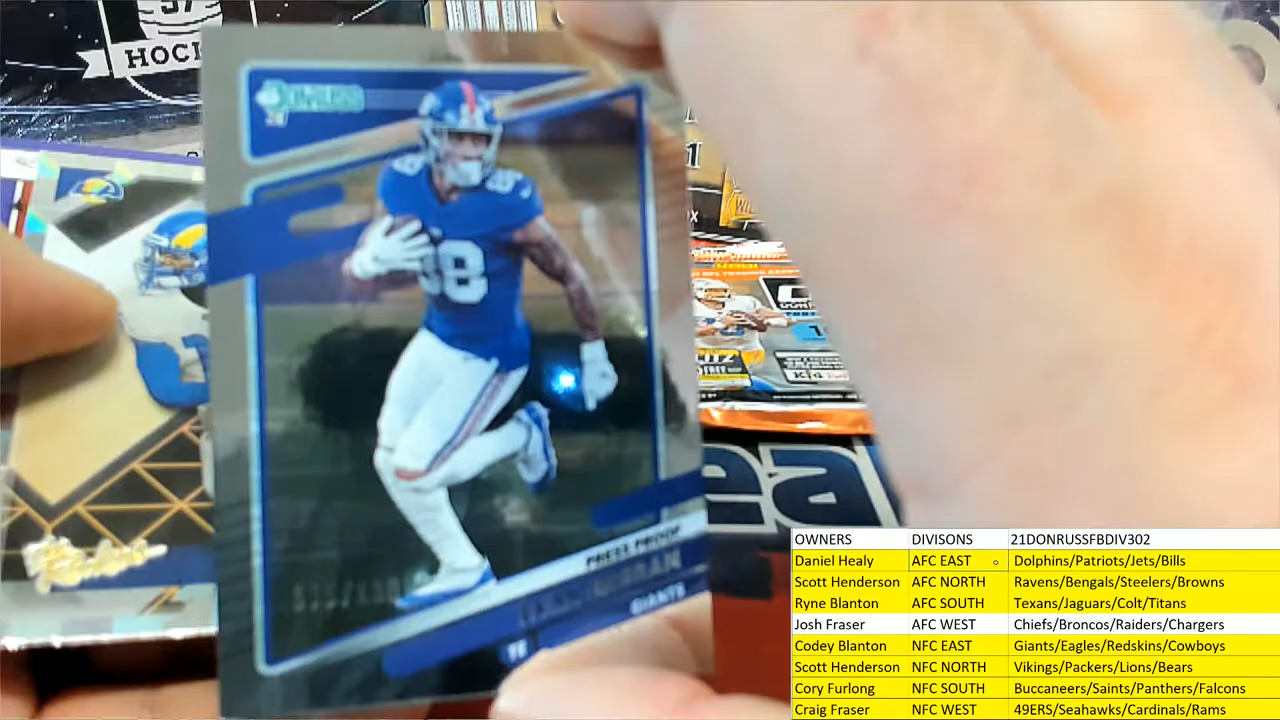 HOC
DONRUSS
88
PRESS PROOF
GIANTS
TE
OWNERS DIVISONS 21DONRUSSFBDIV302
Daniel Healy AFC EAST Dolphins/Patriots/Jets/Bills
Scott Henderson AFC NORTH Ravens/Bengals/Steelers/Browns
Ryne Blanton AFC SOUTH Texans/Jaguars/Colt/Titans
Josh Fraser AFC WEST Chiefs/Broncos/Raiders/Chargers
Codey Blanton NFC EAST Giants/Eagles/Redskins/Cowboys
Scott Henderson NFC NORTH Vikings/Packers/Lions/Bears
Cory Furlong NFC SOUTH Buccaneers/Saints/Panthers/Falcons
Craig Fraser NFC WEST 49ERS/Seahawks/Cardinals/Rams